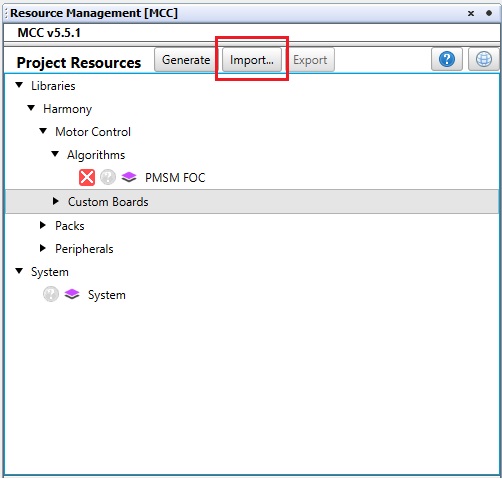 Resource Management [MCC]
MCC v5.5.1
Project Resources Generate Import... Export
Libraries
Harmony
Motor Control
Algorithms
PMSM FOC
Custom Boards
Packs
Peripherals
System
System